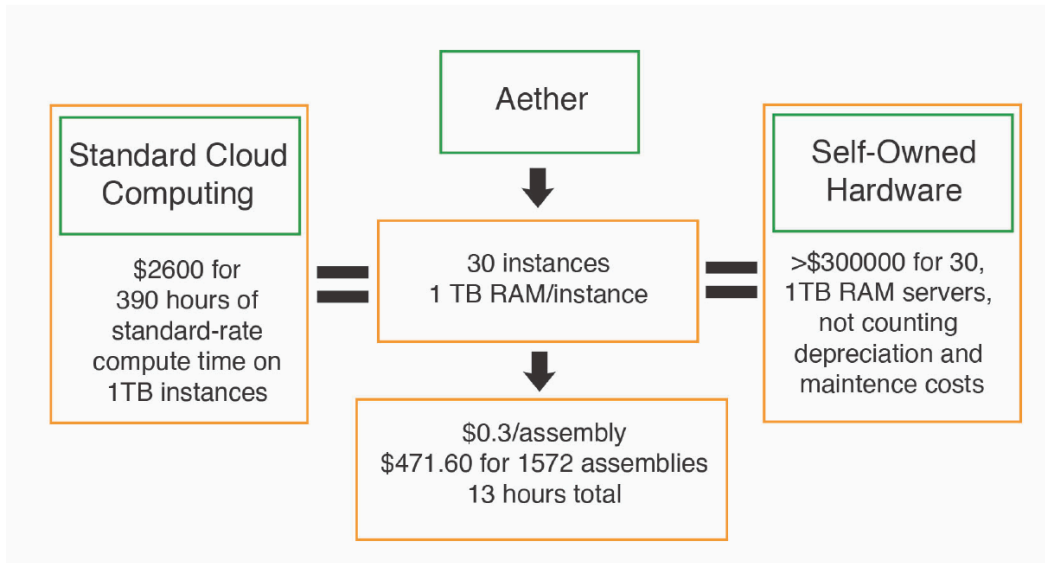 Aether
Standard Cloud
Computing
$2600 for
390 hours of
standard-rate
compute time on
1TB instances
30 instances
1 TB RAM/instance
Self-Owned
Hardware
>$300000 for 30,
1TB RAM servers,
not counting
depreciation and
maintence costs
$0.3/assembly
$471.60 for 1572 assemblies
13 hours total